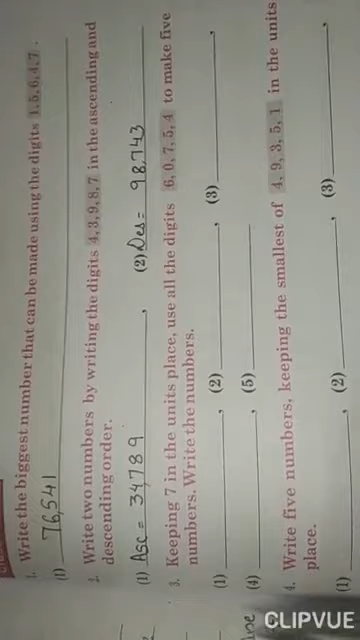 1. Write the biggest number that can be made using the digits 1, 5, 6, 4, 7 .
(1) 76,541
2. Write two numbers by writing the digits 4, 3, 9, 8, 7 in the ascending and
descending order.
(1) Asc = 34,789 , (2) Des = 98,743
3. Keeping 7 in the units place, use all the digits 6, 0, 7, 5, 4 to make five
numbers. Write the numbers.
(1) , (2) , (3) ,
(4) , (5)
4. Write five numbers, keeping the smallest of 4, 9, 3, 5, 1 in the units
place.
(1) , (2) , (3) ,
CLIPVUE